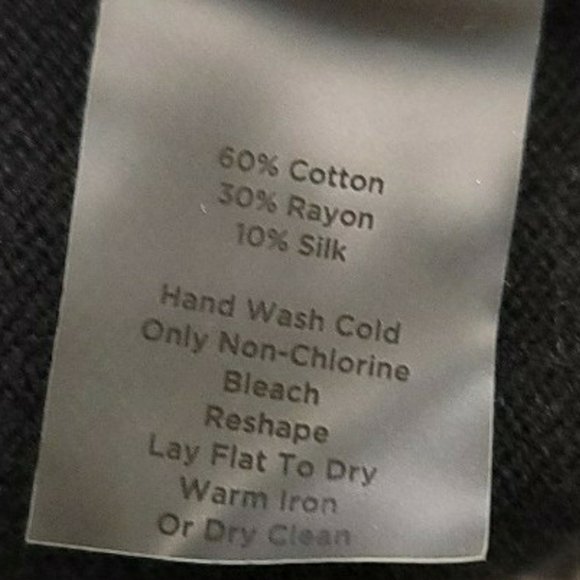 60% Cotton
30% Rayon
10% Silk
Hand Wash Cold
Only Non-Chlorine
Bleach
Reshape
Lay Flat To Dry
Warm Iron
Or Dry Clean